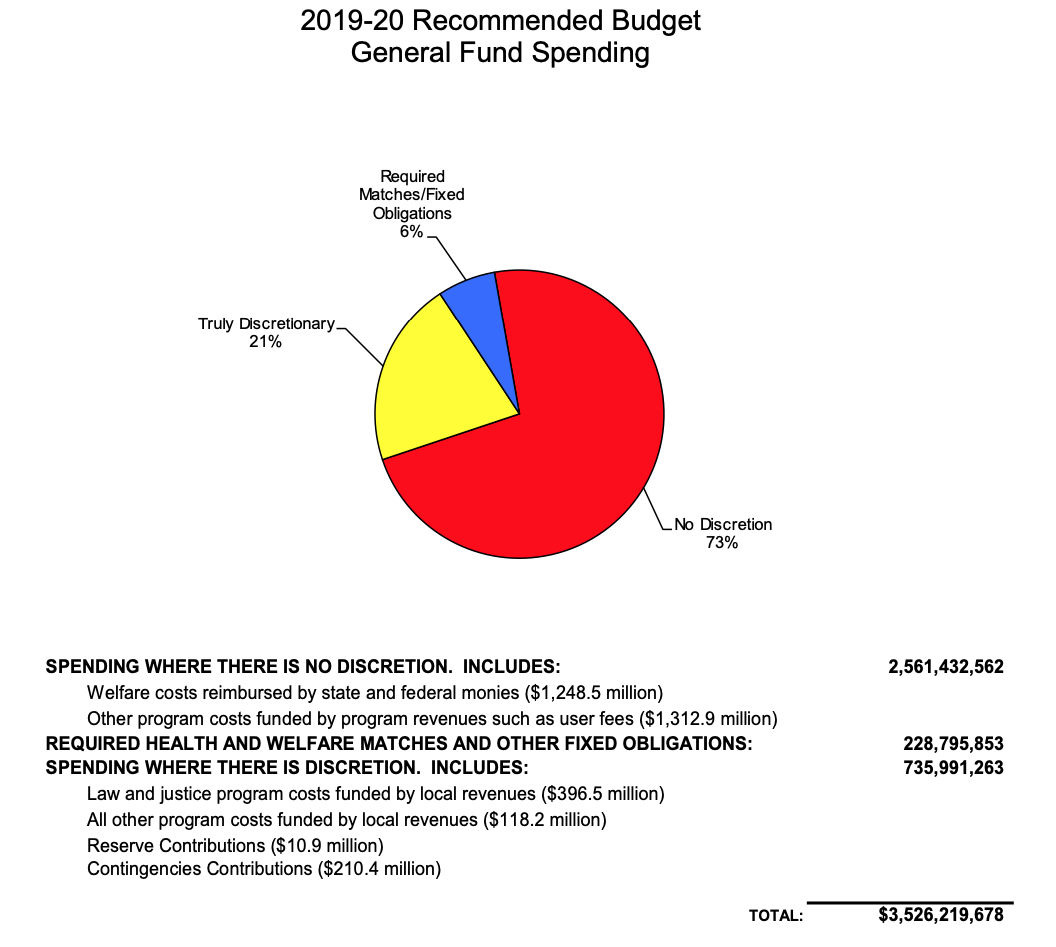 2019-20 Recommended Budget
General Fund Spending
Required
Matches/Fixed
Obligations
6%
Truly Discretionary
21%
No Discretion
73%
SPENDING WHERE THERE IS NO DISCRETION.  INCLUDES: 2,561,432,562
Welfare costs reimbursed by state and federal monies ($1,248.5 million)
Other program costs funded by program revenues such as user fees ($1,312.9 million)
REQUIRED HEALTH AND WELFARE MATCHES AND OTHER FIXED OBLIGATIONS: 228,795,853
SPENDING WHERE THERE IS DISCRETION.  INCLUDES: 735,991,263
Law and justice program costs funded by local revenues ($396.5 million)
All other program costs funded by local revenues ($118.2 million)
Reserve Contributions ($10.9 million)
Contingencies Contributions ($210.4 million)
TOTAL: $3,526,219,678